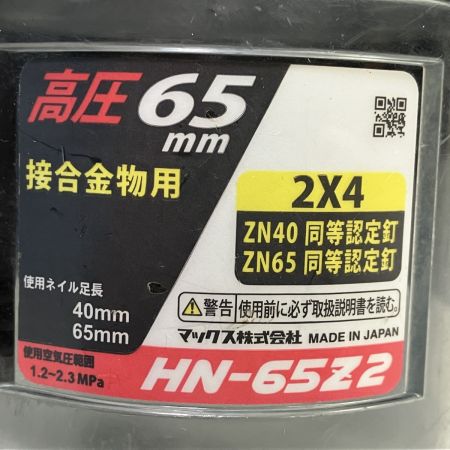 高圧 65
mm
接合金物用
2X4
ZN40 同等認定釘
ZN65 同等認定釘
使用ネイル足長
40mm
65mm
警告 使用前に必ず取扱説明書を読む。
マックス株式会社 MADE IN JAPAN
使用空気圧範囲
1.2~2.3 MPa
HN-65Z2